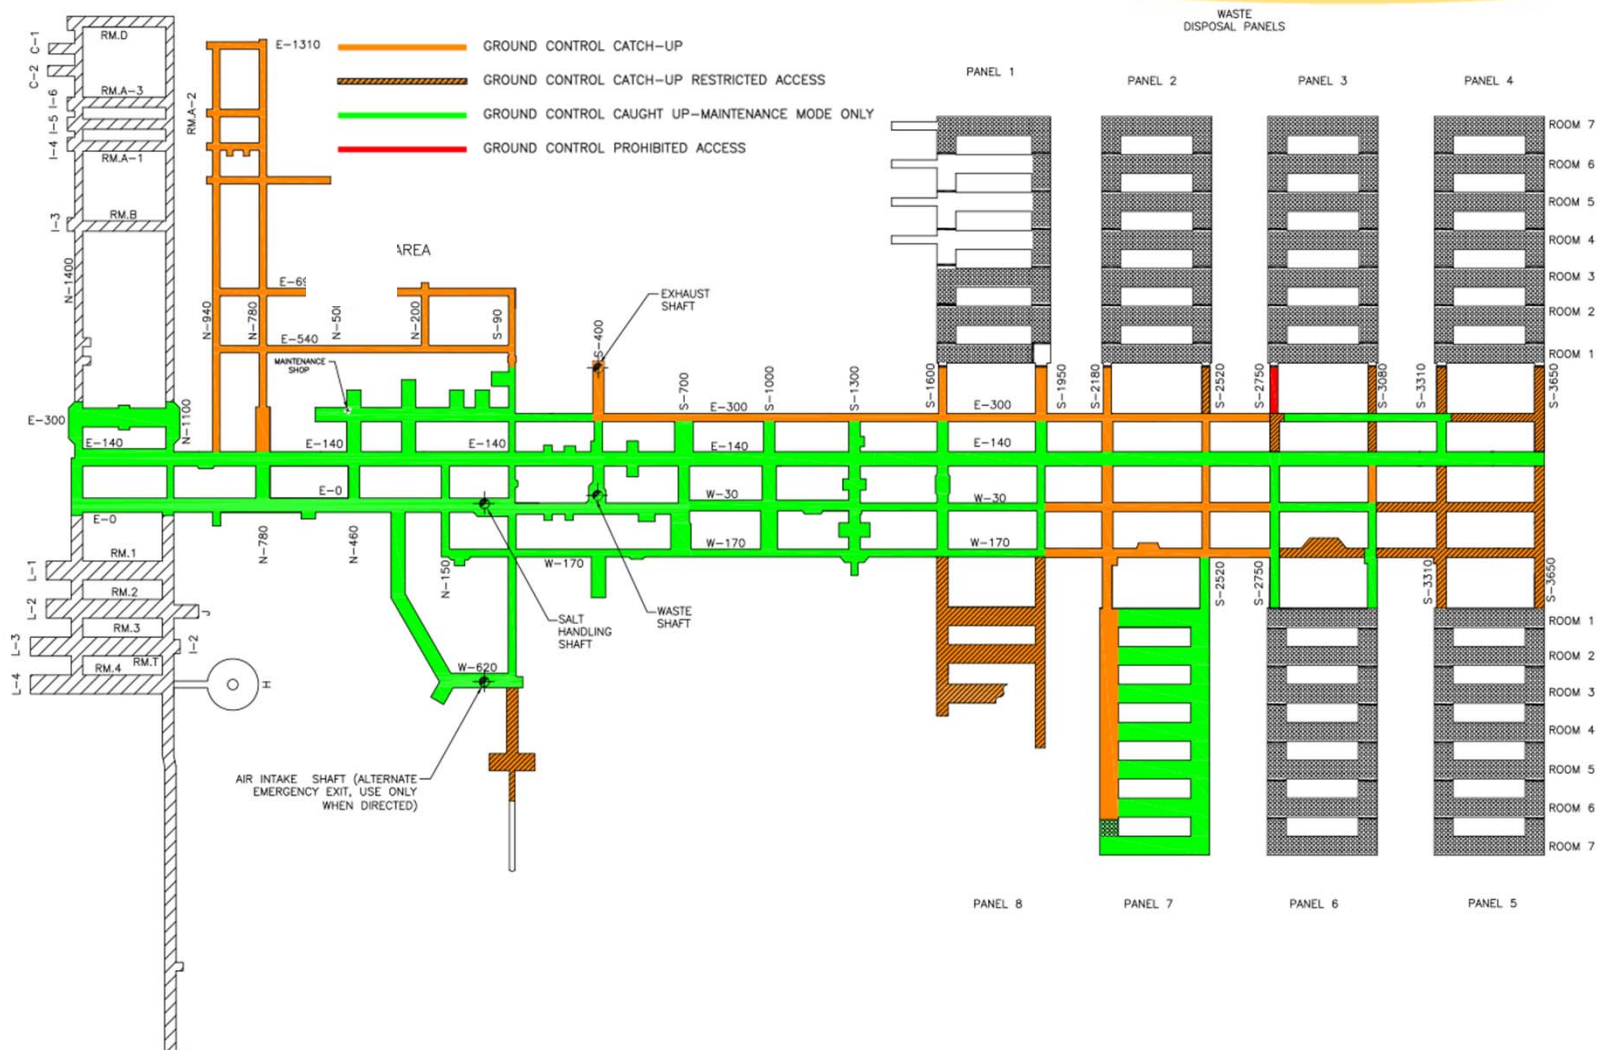 WASTE
DISPOSAL PANELS
GROUND CONTROL CATCH-UP
GROUND CONTROL CATCH-UP RESTRICTED ACCESS
GROUND CONTROL CAUGHT UP-MAINTENANCE MODE ONLY
GROUND CONTROL PROHIBITED ACCESS
PANEL 1
PANEL 2
PANEL 3
PANEL 4
C-1
C-2
I-6
I-5
I-4
I-3
RM.D
RM.A-3
RM.A-1
RM.B
N-1400
RM.A-2
E-1310
AREA
E-69
N-940
N-780
N-500
N-200
S-90
E-540
MAINTENANCE
SHOP
EXHAUST
SHAFT
S-400
S-700
S-1000
S-1300
S-1600
S-1950
S-2180
S-2520
S-2750
S-3080
S-3310
S-3650
ROOM 7
ROOM 6
ROOM 5
ROOM 4
ROOM 3
ROOM 2
ROOM 1
E-300
N-1100
E-300
E-300
E-140
E-140
E-140
E-140
E-140
E-0
W-30
W-30
E-0
N-780
N-460
N-150
W-170
W-170
W-170
S-2520
S-2750
S-3310
S-3650
RM.1
RM.2
RM.3
RM.4
RM.T
L-1
L-2
L-3
L-4
J
I-2
H
SALT
HANDLING
SHAFT
WASTE
SHAFT
W-620
AIR INTAKE SHAFT (ALTERNATE
EMERGENCY EXIT, USE ONLY
WHEN DIRECTED)
ROOM 1
ROOM 2
ROOM 3
ROOM 4
ROOM 5
ROOM 6
ROOM 7
PANEL 8
PANEL 7
PANEL 6
PANEL 5